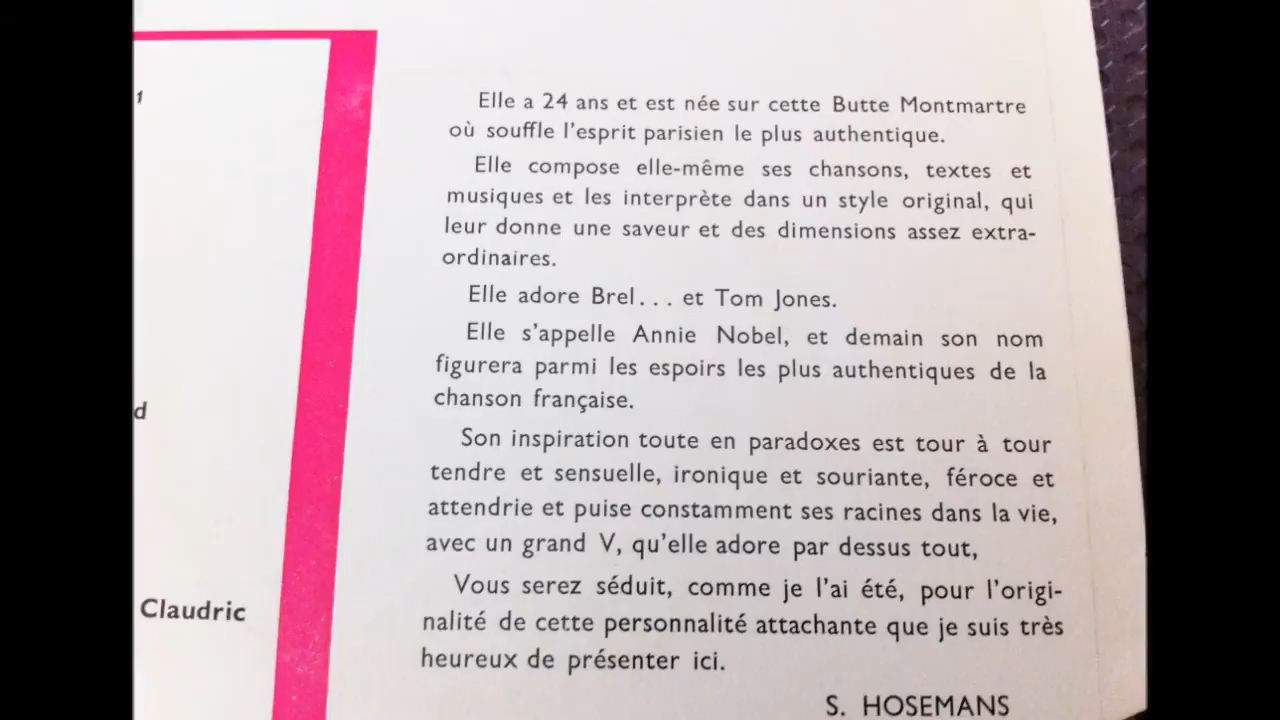 1
d
Claudric
Elle a 24 ans et est née sur cette Butte Montmartre
où souffle l'esprit parisien le plus authentique.
Elle compose elle-même ses chansons, textes et
musiques et les interprète dans un style original, qui
leur donne une saveur et des dimensions assez extra-
ordinaires.
Elle adore Brel... et Tom Jones.
Elle s'appelle Annie Nobel, et demain son nom
figurera parmi les espoirs les plus authentiques de la
chanson française.
Son inspiration toute en paradoxes est tour à tour
tendre et sensuelle, ironique et souriante, féroce et
attendrie et puise constamment ses racines dans la vie,
avec un grand V, qu'elle adore par dessus tout,
Vous serez séduit, comme je l'ai été, pour l'origi-
nalité de cette personnalité attachante que je suis très
heureux de présenter ici.
S. HOSEMANS